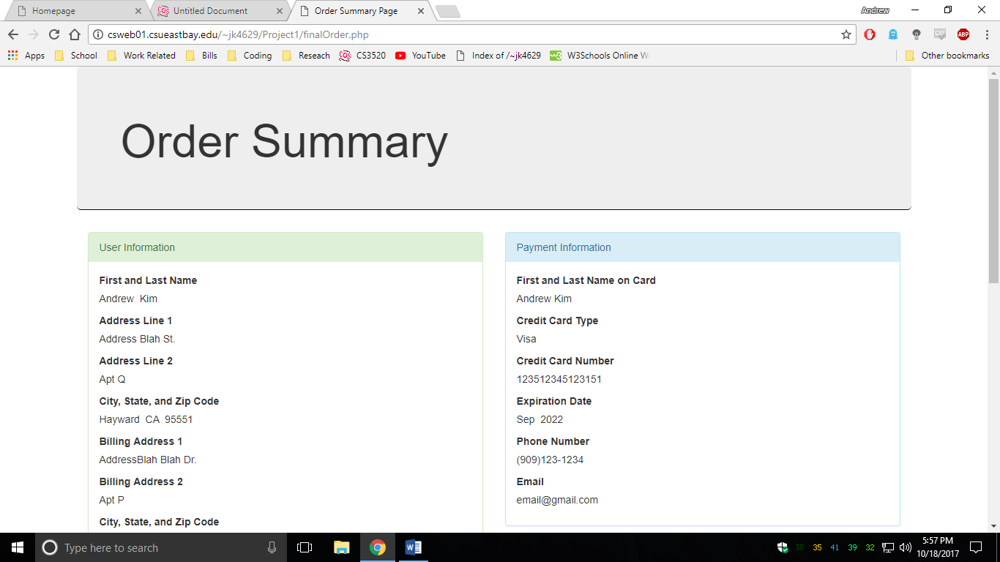 Homepage
Untitled Document
Order Summary Page
Andrew
csweb01.csueastbay.edu/~jk4629/Project1/finalOrder.php
ABP
Apps
School
Work Related
Bills
Coding
Reseach
CS3520
YouTube
Index of /~jk4629
W3Schools Online W
Other bookmarks
Order Summary
User Information
First and Last Name
Andrew  Kim
Address Line 1
Address Blah St.
Address Line 2
Apt Q
City, State, and Zip Code
Hayward  CA  95551
Billing Address 1
AddressBlah Blah Dr.
Billing Address 2
Apt P
City, State, and Zip Code
Payment Information
First and Last Name on Card
Andrew Kim
Credit Card Type
Visa
Credit Card Number
123512345123151
Expiration Date
Sep  2022
Phone Number
(909)123-1234
Email
email@gmail.com
Type here to search
38 35 41 39 32
5:57 PM
10/18/2017